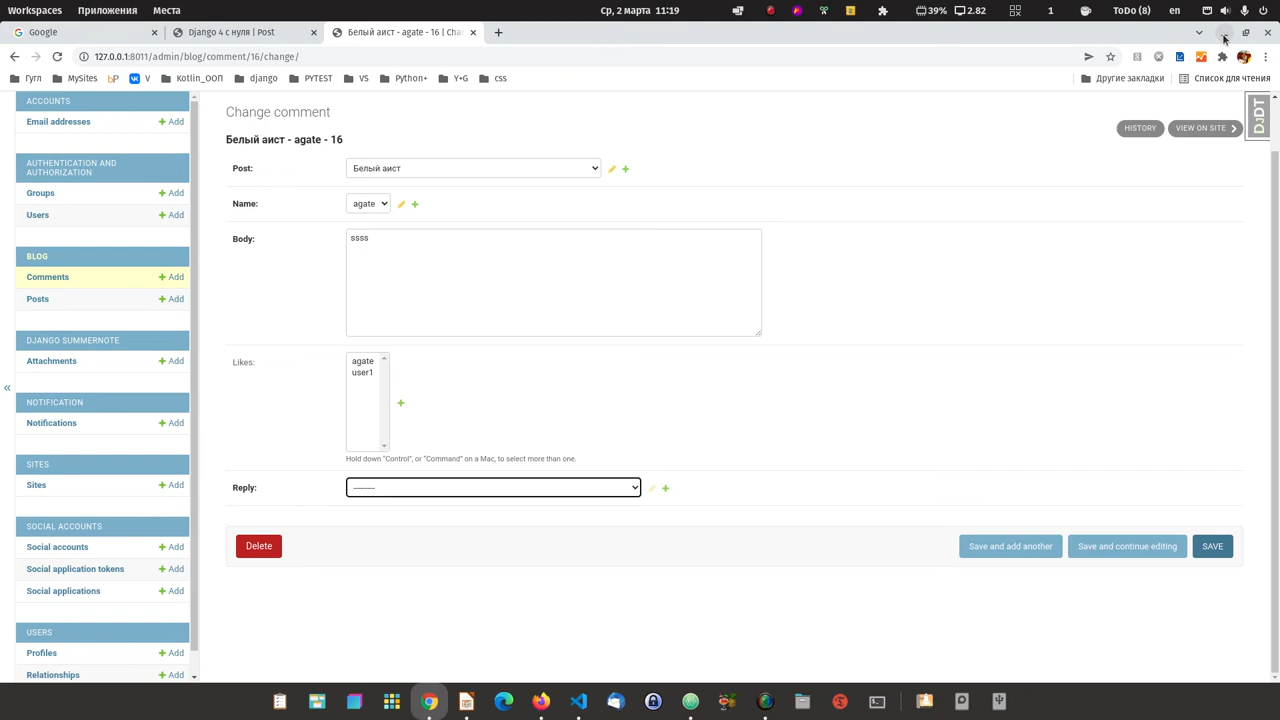 Workspaces Приложения Места Ср, 2 марта 11:19 2 39% 2.82 1 ToDo (8) en
Google Django 4 с нуля | Post Белый аист - agate - 16 | Cha
127.0.0.1:8011/admin/blog/comment/16/change/
Гугл MySites bP V Kotlin_ООП django PYTEST VS Python+ Y+G css Другие закладки Список для чтения
ACCOUNTS
Email addresses Add
AUTHENTICATION AND
AUTHORIZATION
Groups Add
Users Add
BLOG
Comments Add
Posts Add
DJANGO SUMMERNOTE
Attachments Add
NOTIFICATION
Notifications Add
SITES
Sites Add
SOCIAL ACCOUNTS
Social accounts Add
Social application tokens Add
Social applications Add
USERS
Profiles Add
Relationships Add
«
Change comment
HISTORY VIEW ON SITE
DJDT
Белый аист - agate - 16
Post: Белый аист
Name: agate
Body: ssss
Likes: agate
user1
Hold down “Control”, or “Command” on a Mac, to select more than one.
Reply: ---------
Delete Save and add another Save and continue editing SAVE